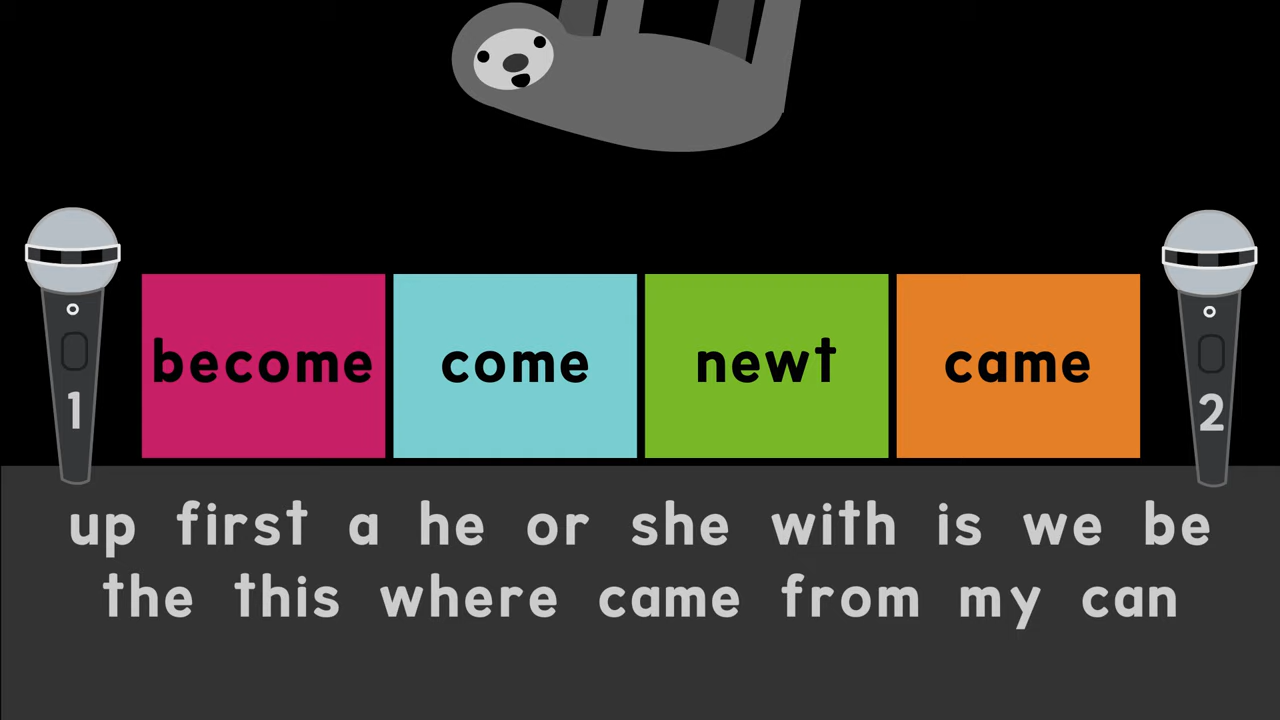 1
become come newt came
2
up first a he or she with is we be
the this where came from my can